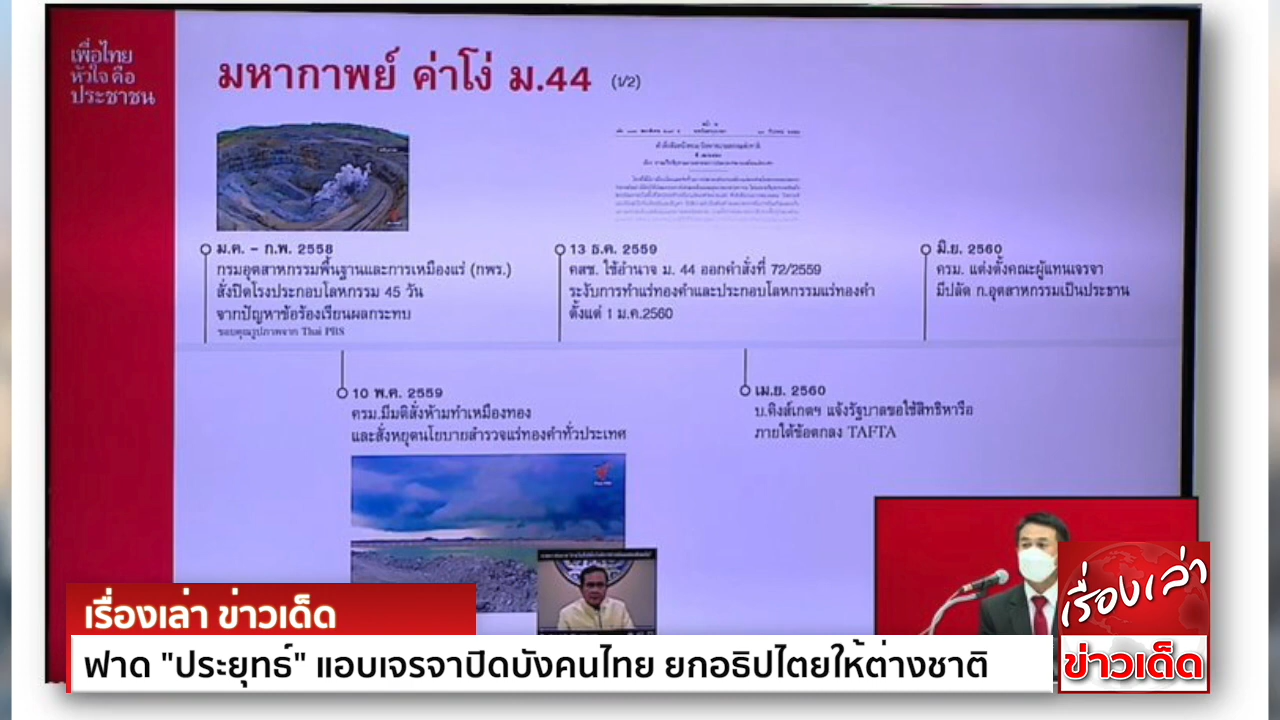 เพื่อไทย
หัวใจ คือ
ประชาชน
มหากาพย์ ค่าโง่ ม.44 (1/2)
ม.ค. - ก.พ. 2558
กรมอุตสาหกรรมพื้นฐานและการเหมืองแร่ (กพร.)
สั่งปิดโรงประกอบโลหกรรม 45 วัน
จากปัญหาข้อร้องเรียนผลกระทบ
ขอบคุณรูปภาพจาก Thai PBS
13 ธ.ค. 2559
คสช. ใช้อำนาจ ม. 44 ออกคำสั่งที่ 72/2559
ระงับการทำแร่ทองคำและประกอบโลหกรรมแร่ทองคำ
ตั้งแต่ 1 ม.ค.2560
มิ.ย. 2560
ครม. แต่งตั้งคณะผู้แทนเจรจา
มีปลัด ก.อุตสาหกรรมเป็นประธาน
10 พ.ค. 2559
ครม.มีมติสั่งห้ามทำเหมืองทอง
และสั่งหยุดนโยบายสำรวจแร่ทองคำทั่วประเทศ
เม.ย. 2560
บ.คิงส์เกตฯ แจ้งรัฐบาลขอใช้สิทธิหารือ
ภายใต้ข้อตกลง TAFTA
เรื่องเล่า ข่าวเด็ด
ฟาด "ประยุทธ์" แอบเจรจาปิดบังคนไทย ยกอธิปไตยให้ต่างชาติ
เรื่องเล่า
ข่าวเด็ด